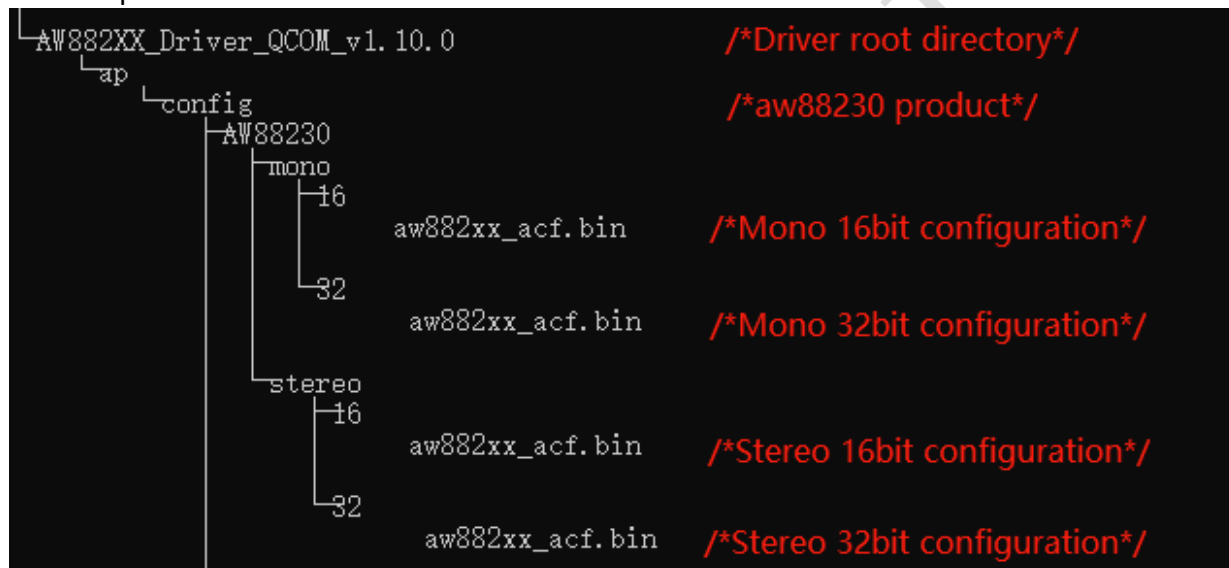 AW882XX_Driver_QCOM_v1.10.0 /*Driver root directory*/
ap
config /*aw88230 product*/
AW88230
mono
16
aw882xx_acf.bin /*Mono 16bit configuration*/
32
aw882xx_acf.bin /*Mono 32bit configuration*/
stereo
16
aw882xx_acf.bin /*Stereo 16bit configuration*/
32
aw882xx_acf.bin /*Stereo 32bit configuration*/